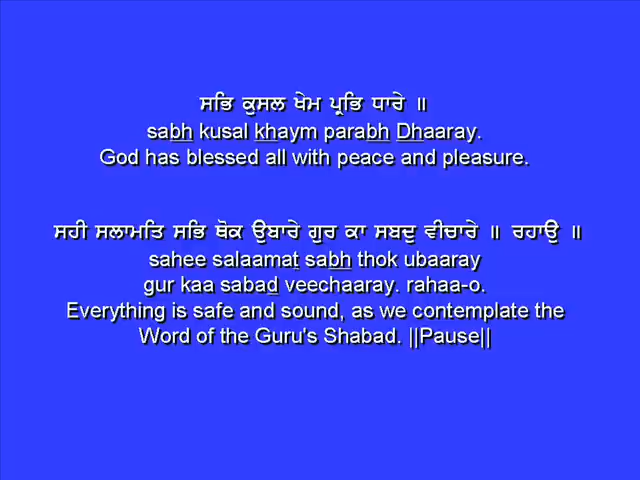 ਸਭਿ ਕੁਸਲ ਖੇਮ ਪ੍ਰਭਿ ਧਾਰੇ ॥
sabh kusal khaym parabh Dhaaray.
God has blessed all with peace and pleasure.
ਸਹੀ ਸਲਾਮਤਿ ਸਭਿ ਥੋਕ ਉਬਾਰੇ ਗੁਰ ਕਾ ਸਬਦੁ ਵੀਚਾਰੇ ॥ ਰਹਾਉ ॥
sahee salaamat sabh thok ubaaray
gur kaa sabad veechaaray. rahaa-o.
Everything is safe and sound, as we contemplate the
Word of the Guru's Shabad. ||Pause||